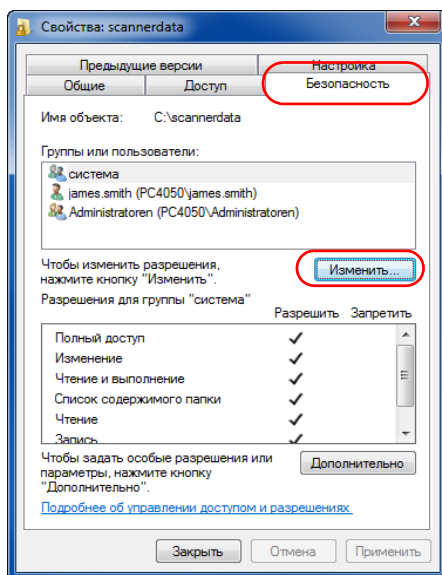 Свойства: scannerdata
Предыдущие версии Настройка
Общие Доступ Безопасность
Имя объекта: C:\scannerdata
Группы или пользователи:
система
james.smith (PC4050\james.smith)
Administratoren (PC4050\Administratoren)
Чтобы изменить разрешения,
нажмите кнопку "Изменить".
Изменить...
Разрешения для группы "система"
Разрешить Запретить
Полный доступ
Изменение
Чтение и выполнение
Список содержимого папки
Чтение
Запись
Чтобы задать особые разрешения или
параметры, нажмите кнопку
"Дополнительно".
Дополнительно
Подробнее об управлении доступом и разрешениях
Закрыть Отмена Применить